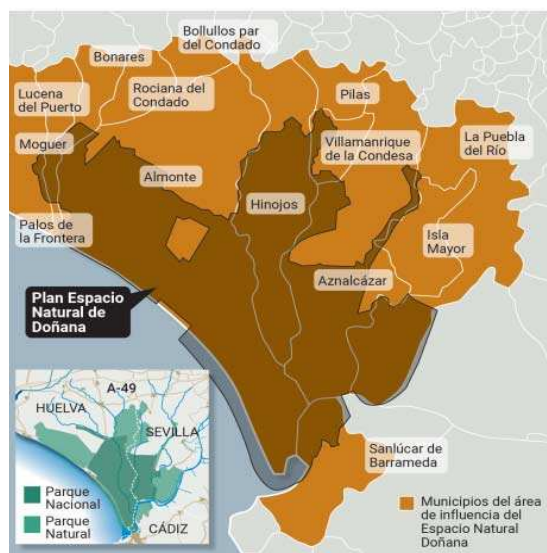 Bollullos par
del Condado
Bonares
Lucena
del Puerto
Rociana del
Condado
Pilas
Moguer
Villamanrique
de la Condesa
La Puebla
del Río
Almonte
Hinojos
Palos de
la Frontera
Isla
Mayor
Aznalcázar
Plan Espacio
Natural de
Doñana
A-49
HUELVA
SEVILLA
CÁDIZ
Parque
Nacional
Parque
Natural
Sanlúcar de
Barrameda
Municipios del área
de influencia del
Espacio Natural
Doñana